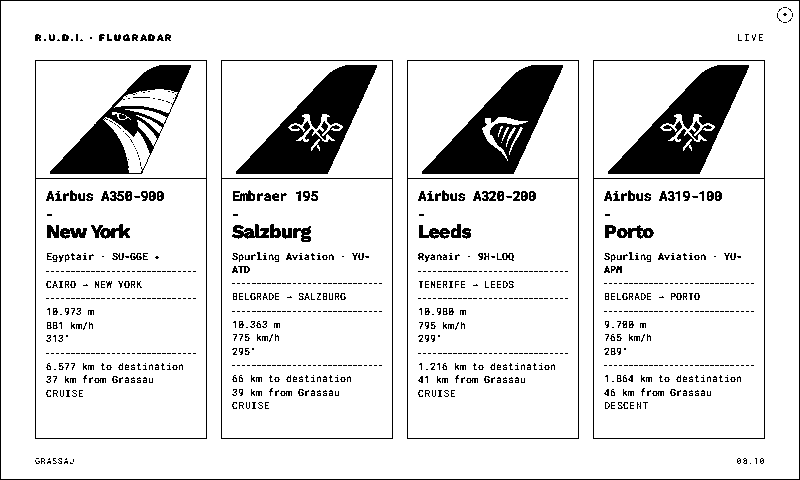 R.U.D.I. · FLUGRADAR
LIVE
Airbus A350-900
-
New York
Egyptair · SU-GGE ✦
CAIRO → NEW YORK
10.973 m
881 km/h
313°
6.577 km to destination
37 km from Grassau
CRUISE
Embraer 195
-
Salzburg
Spurling Aviation · YU-
ATD
BELGRADE → SALZBURG
10.363 m
775 km/h
295°
66 km to destination
39 km from Grassau
CRUISE
Airbus A320-200
-
Leeds
Ryanair · 9H-LOQ
TENERIFE → LEEDS
10.980 m
795 km/h
299°
1.216 km to destination
41 km from Grassau
CRUISE
Airbus A319-100
-
Porto
Spurling Aviation · YU-
APM
BELGRADE → PORTO
9.700 m
765 km/h
289°
1.864 km to destination
46 km from Grassau
DESCENT
GRASSAU
08.10